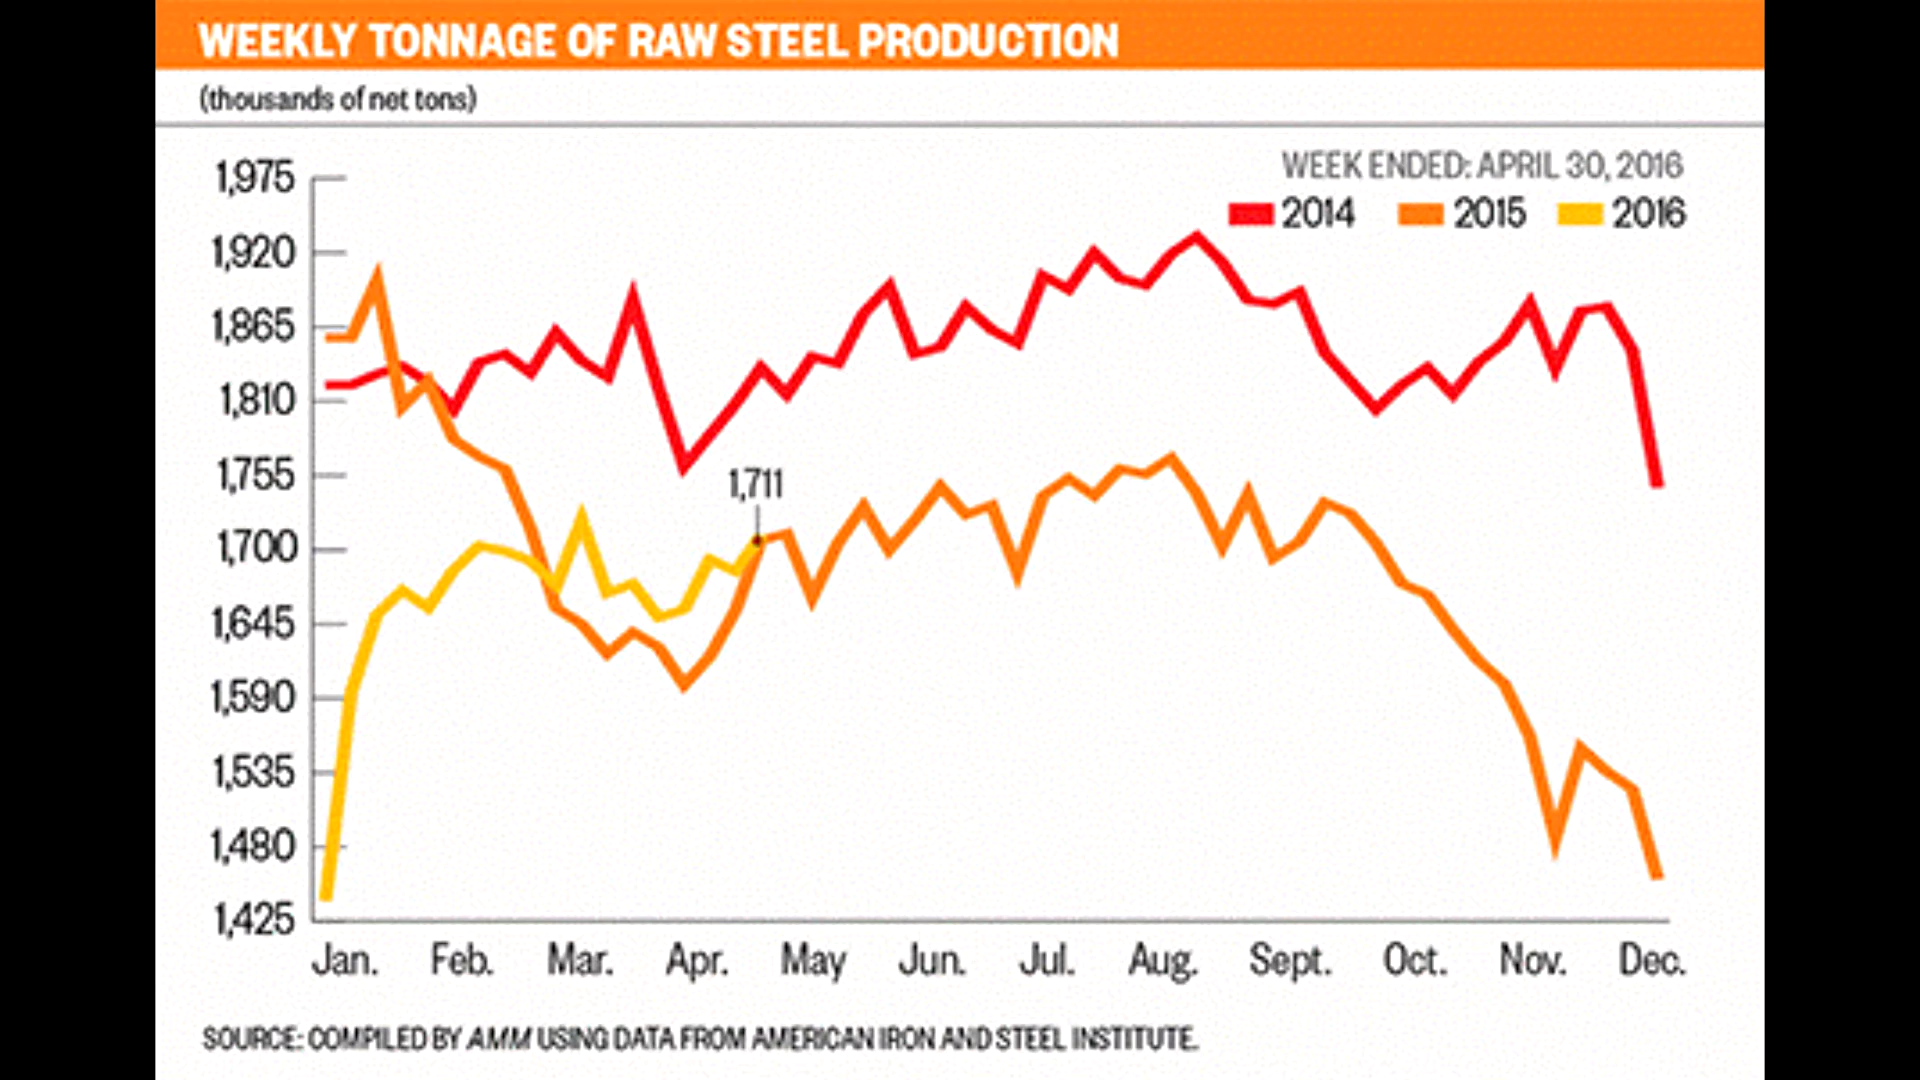 WEEKLY TONNAGE OF RAW STEEL PRODUCTION
(thousands of net tons)
WEEK ENDED: APRIL 30, 2016
2014 2015 2016
1,975
1,920
1,865
1,810
1,755
1,711
1,700
1,645
1,590
1,535
1,480
1,425
Jan. Feb. Mar. Apr. May Jun. Jul. Aug. Sept. Oct. Nov. Dec.
SOURCE: COMPILED BY AMM USING DATA FROM AMERICAN IRON AND STEEL INSTITUTE.